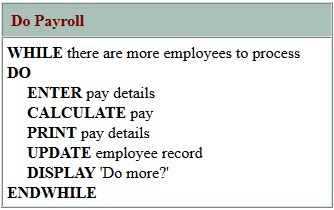 Do Payroll
WHILE there are more employees to process
DO
ENTER pay details
CALCULATE pay
PRINT pay details
UPDATE employee record
DISPLAY 'Do more?'
ENDWHILE